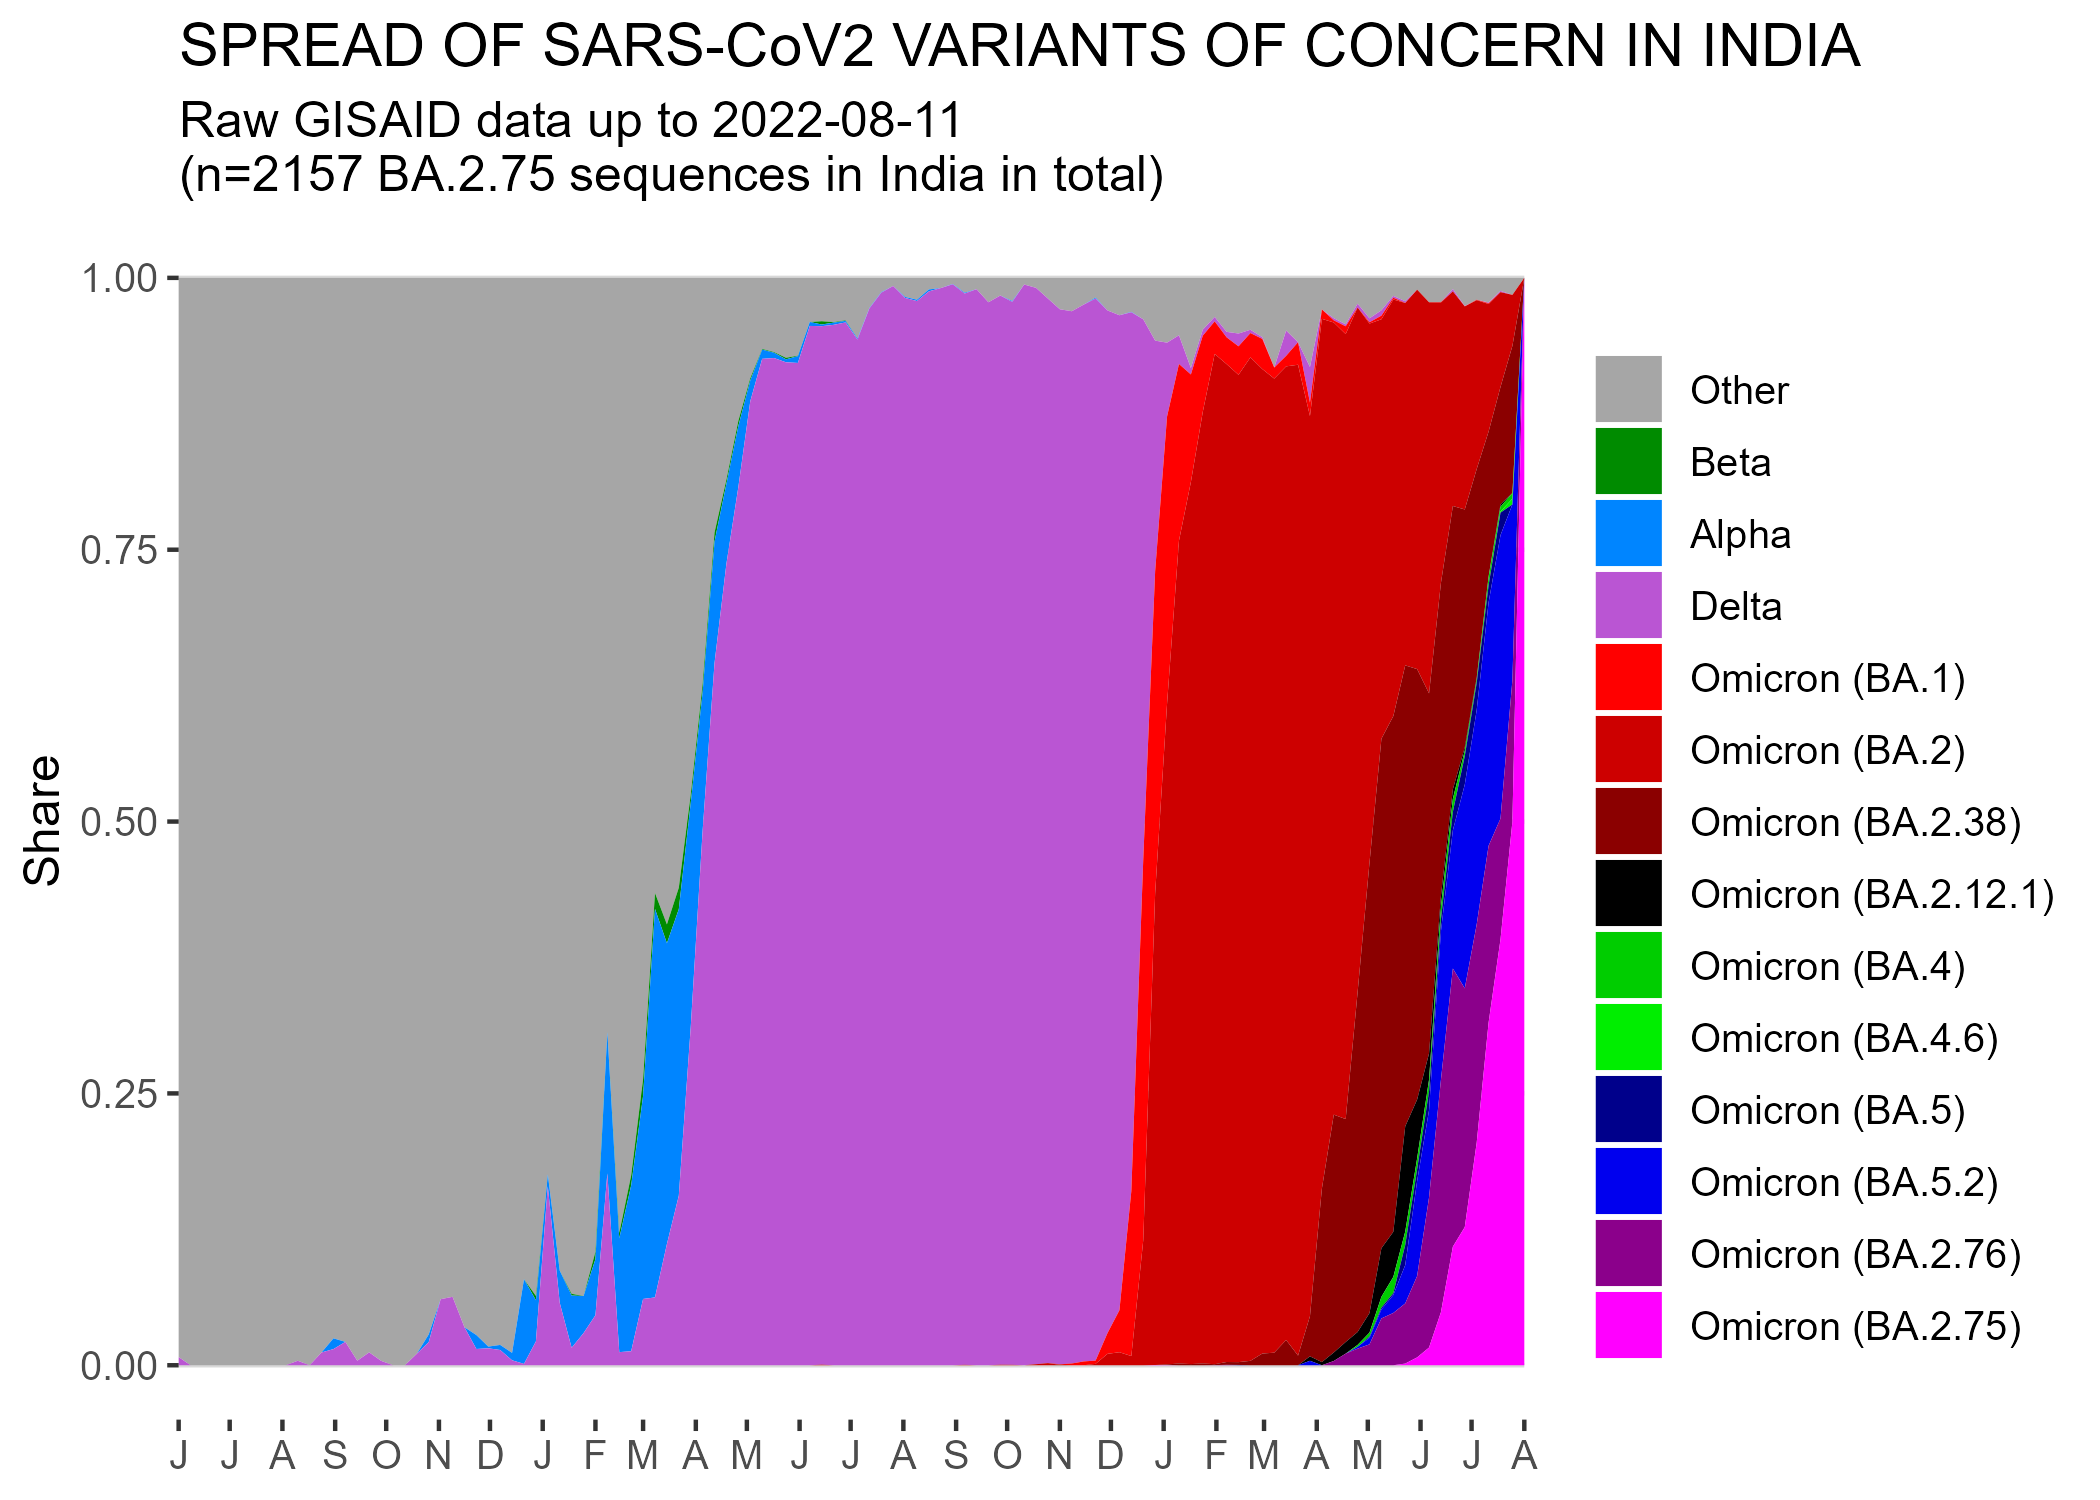 SPREAD OF SARS-CoV2 VARIANTS OF CONCERN IN INDIA
Raw GISAID data up to 2022-08-11
(n=2157 BA.2.75 sequences in India in total)
1.00
0.75
0.50
0.25
0.00
Share
J J A S O N D J F M A M J J A S O N D J F M A M J J A
Other
Beta
Alpha
Delta
Omicron (BA.1)
Omicron (BA.2)
Omicron (BA.2.38)
Omicron (BA.2.12.1)
Omicron (BA.4)
Omicron (BA.4.6)
Omicron (BA.5)
Omicron (BA.5.2)
Omicron (BA.2.76)
Omicron (BA.2.75)